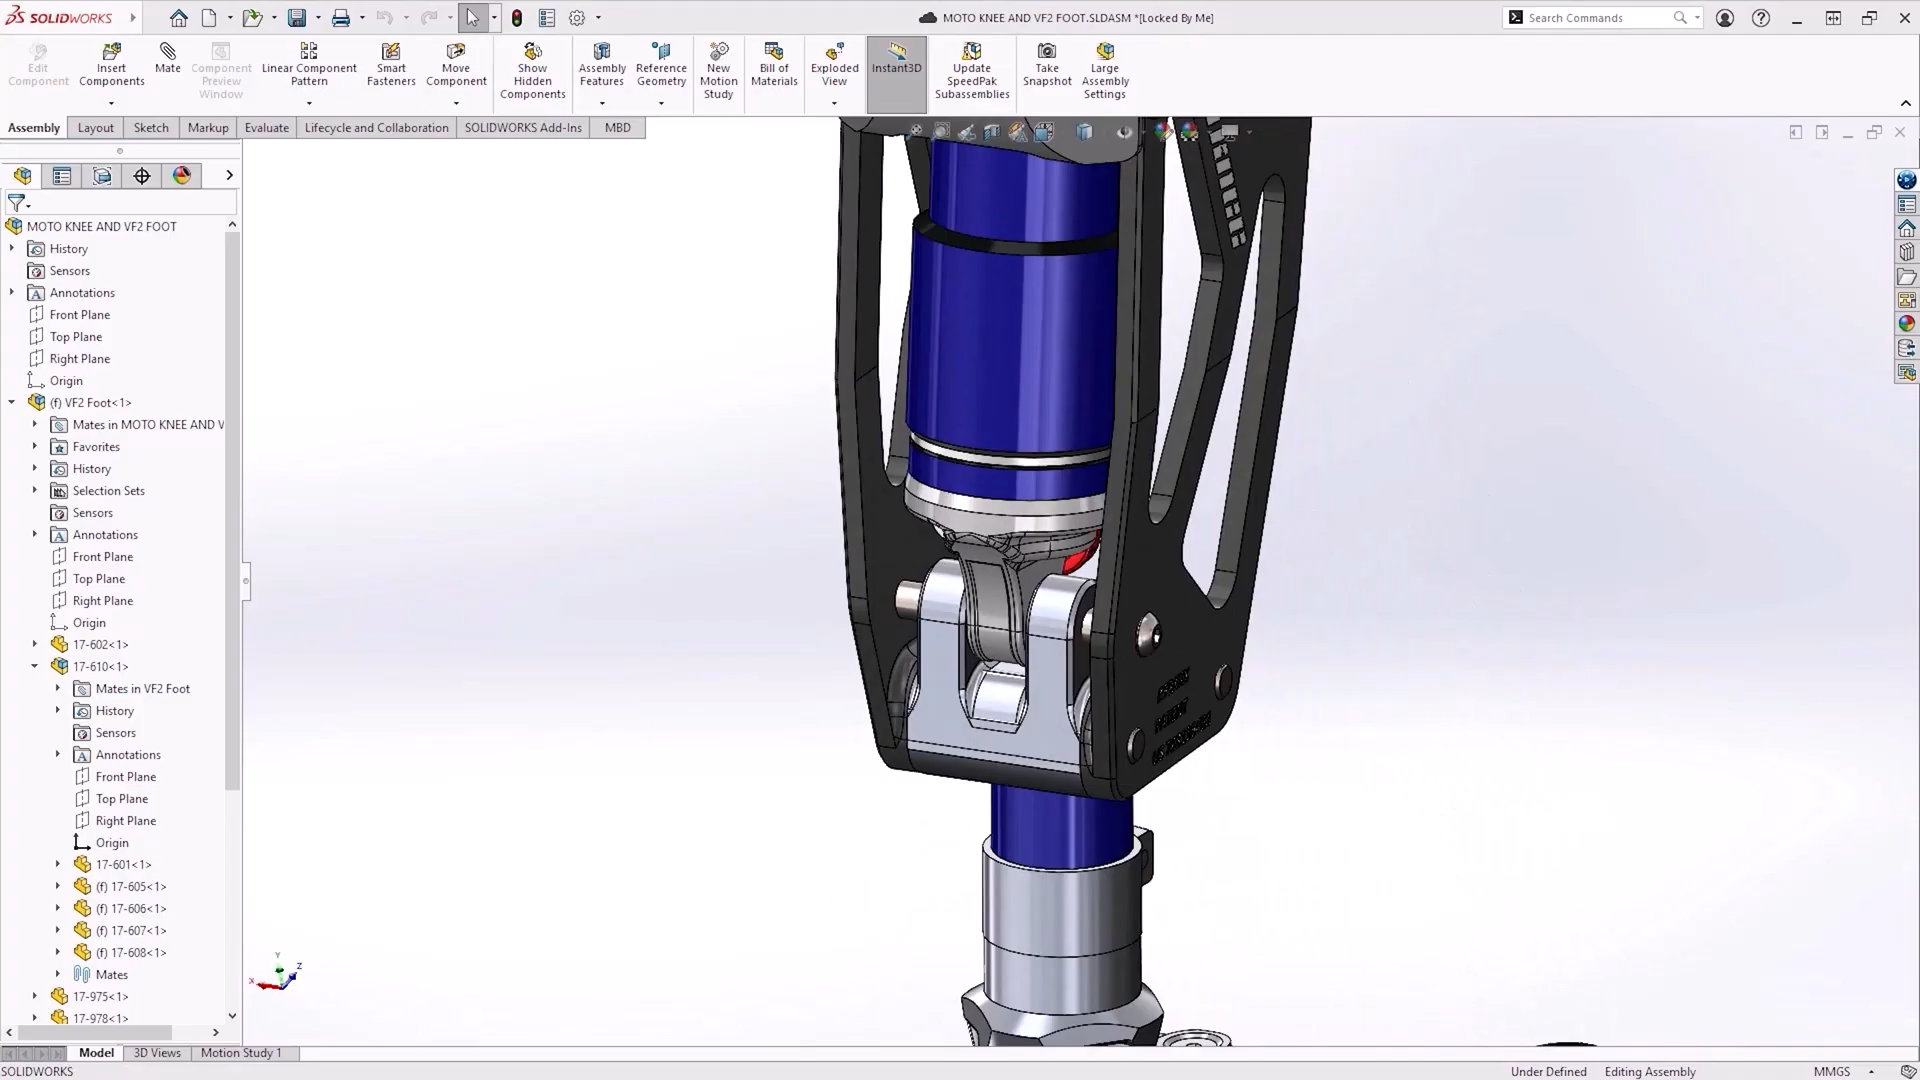 SOLIDWORKS
MOTO KNEE AND VF2 FOOT.SLDASM *[Locked By Me]
Search Commands
Edit Component
Insert Components
Mate
Component Preview Window
Linear Component Pattern
Smart Fasteners
Move Component
Show Hidden Components
Assembly Features
Reference Geometry
New Motion Study
Bill of Materials
Exploded View
Instant3D
Update SpeedPak Subassemblies
Take Snapshot
Large Assembly Settings
Assembly
Layout
Sketch
Markup
Evaluate
Lifecycle and Collaboration
SOLIDWORKS Add-Ins
MBD
MOTO KNEE AND VF2 FOOT
History
Sensors
Annotations
Front Plane
Top Plane
Right Plane
Origin
(f) VF2 Foot<1>
Mates in MOTO KNEE AND V
Favorites
History
Selection Sets
Sensors
Annotations
Front Plane
Top Plane
Right Plane
Origin
17-602<1>
17-610<1>
Mates in VF2 Foot
History
Sensors
Annotations
Front Plane
Top Plane
Right Plane
Origin
17-601<1>
(f) 17-605<1>
(f) 17-606<1>
(f) 17-607<1>
(f) 17-608<1>
Mates
17-975<1>
17-978<1>
Y
X
Z
Model
3D Views
Motion Study 1
SOLIDWORKS
Under Defined
Editing Assembly
MMGS